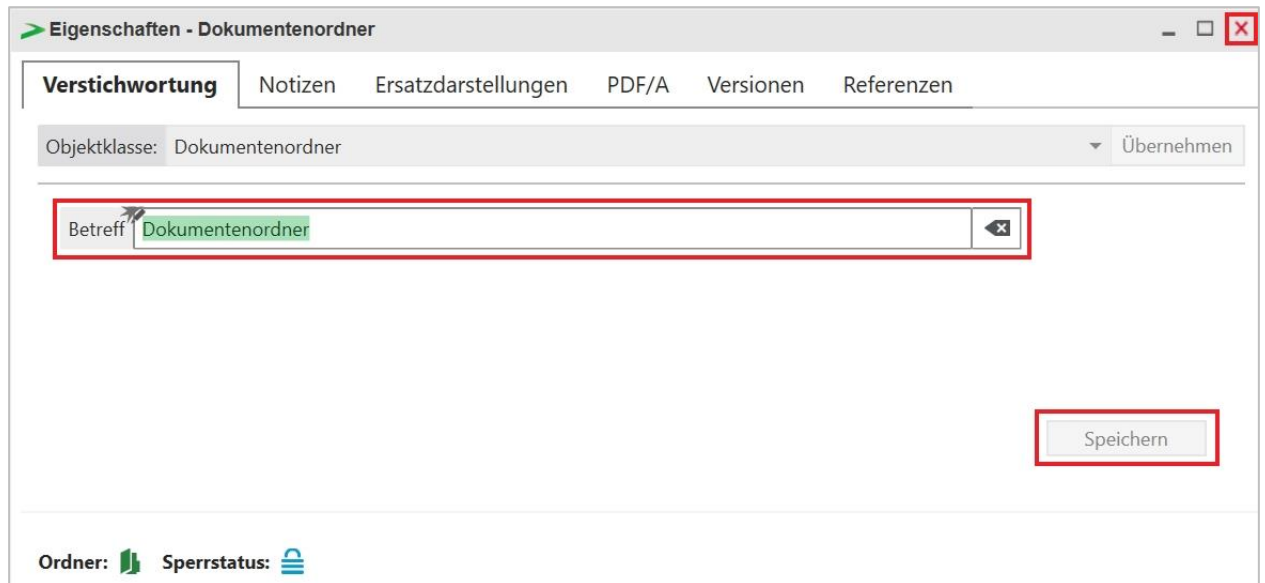 Eigenschaften - Dokumentenordner
Verstichwortung Notizen Ersatzdarstellungen PDF/A Versionen Referenzen
Objektklasse: Dokumentenordner Übernehmen
Betreff Dokumentenordner
Speichern
Ordner: Sperrstatus: